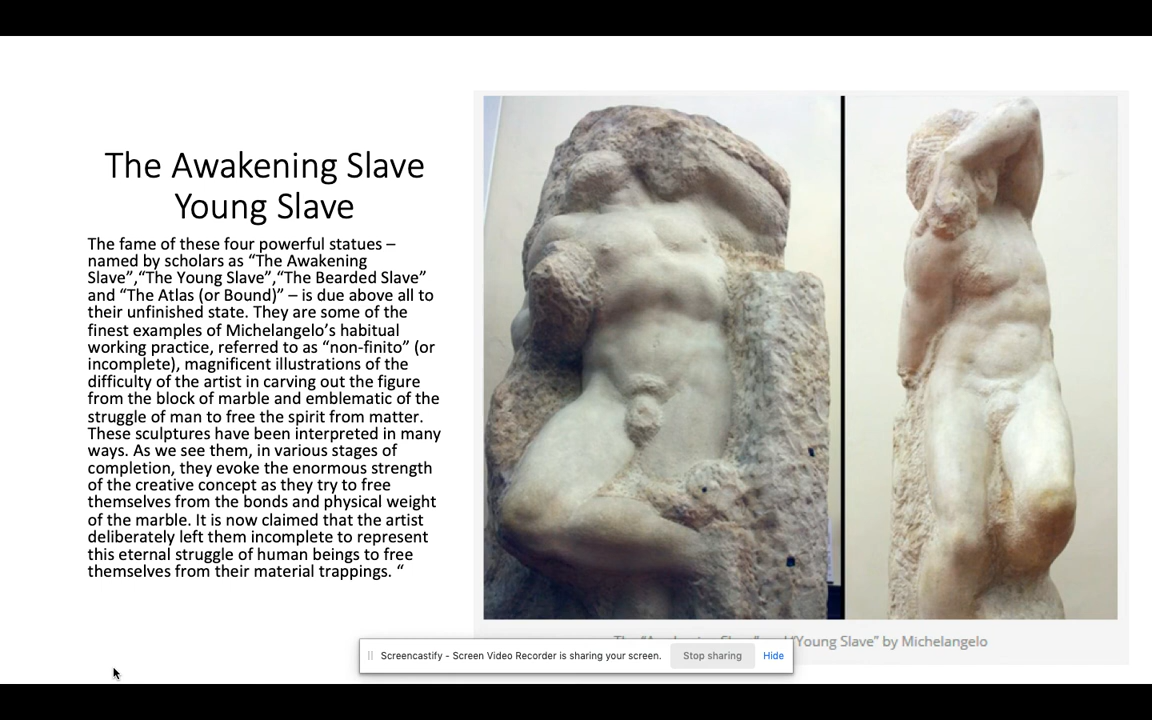 The Awakening Slave
Young Slave
The fame of these four powerful statues –
named by scholars as “The Awakening
Slave”,“The Young Slave”,“The Bearded Slave”
and “The Atlas (or Bound)” – is due above all to
their unfinished state. They are some of the
finest examples of Michelangelo’s habitual
working practice, referred to as “non-finito” (or
incomplete), magnificent illustrations of the
difficulty of the artist in carving out the figure
from the block of marble and emblematic of the
struggle of man to free the spirit from matter.
These sculptures have been interpreted in many
ways. As we see them, in various stages of
completion, they evoke the enormous strength
of the creative concept as they try to free
themselves from the bonds and physical weight
of the marble. It is now claimed that the artist
deliberately left them incomplete to represent
this eternal struggle of human beings to free
themselves from their material trappings. “
“Young Slave” by Michelangelo
Screencastify - Screen Video Recorder is sharing your screen. Stop sharing Hide